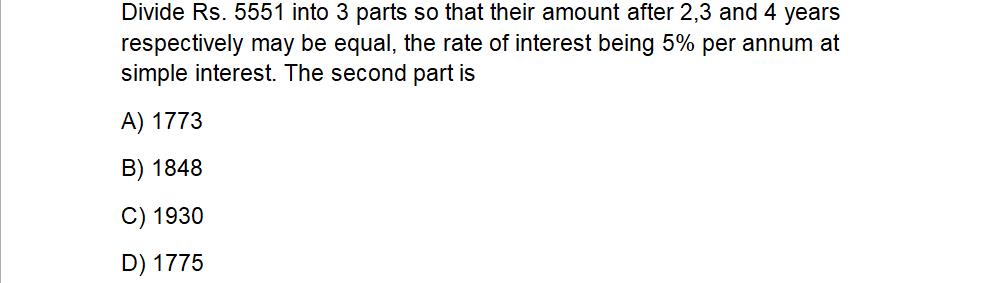 Divide Rs. 5551 into 3 parts so that their amount after 2,3 and 4 years
respectively may be equal, the rate of interest being 5% per annum at
simple interest. The second part is
A) 1773
B) 1848
C) 1930
D) 1775